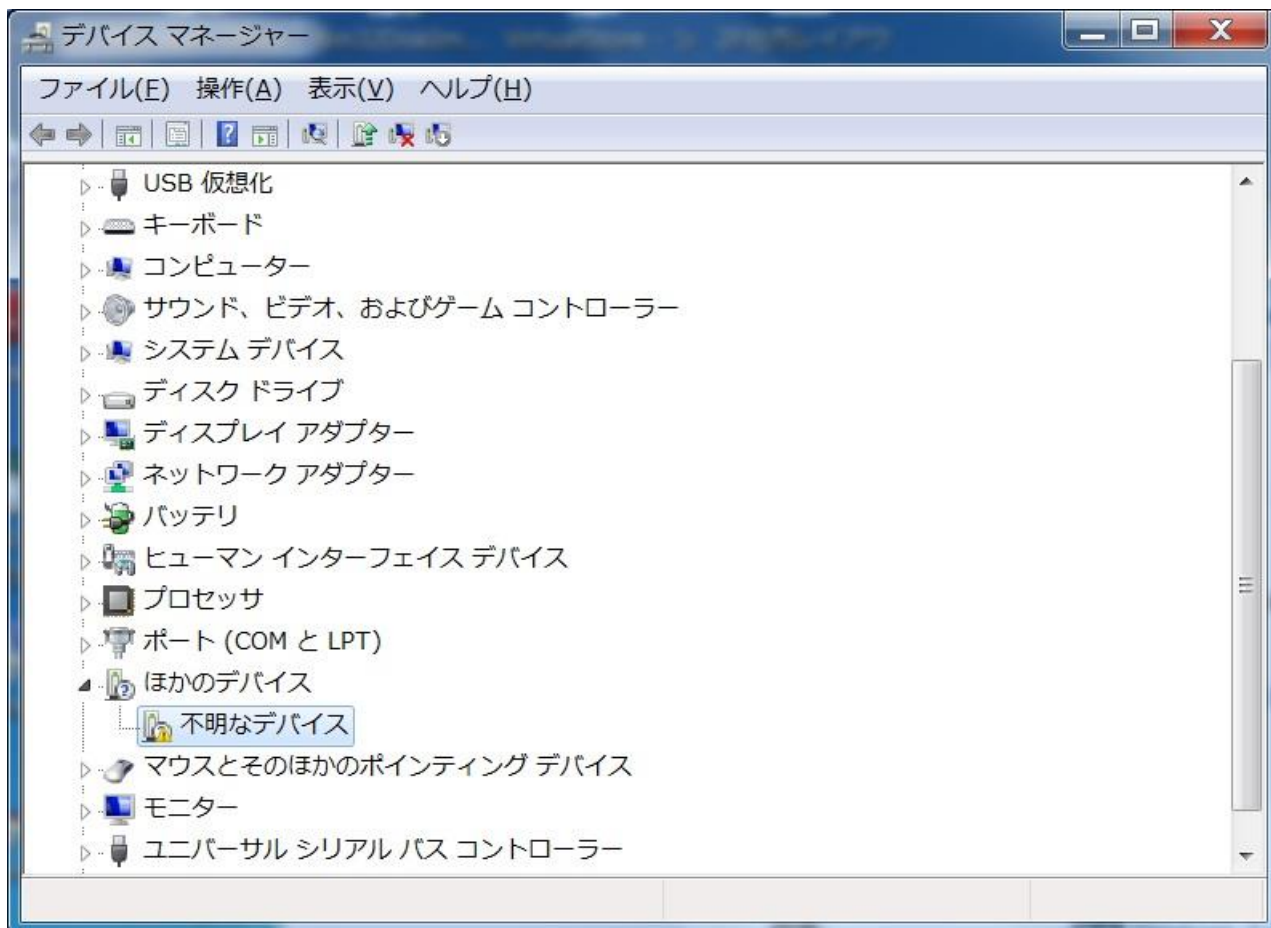 デバイス マネージャー
ファイル(F) 操作(A) 表示(V) ヘルプ(H)
USB 仮想化
キーボード
コンピューター
サウンド、ビデオ、およびゲーム コントローラー
システム デバイス
ディスク ドライブ
ディスプレイ アダプター
ネットワーク アダプター
バッテリ
ヒューマン インターフェイス デバイス
プロセッサ
ポート (COM と LPT)
ほかのデバイス
不明なデバイス
マウスとそのほかのポインティング デバイス
モニター
ユニバーサル シリアル バス コントローラー